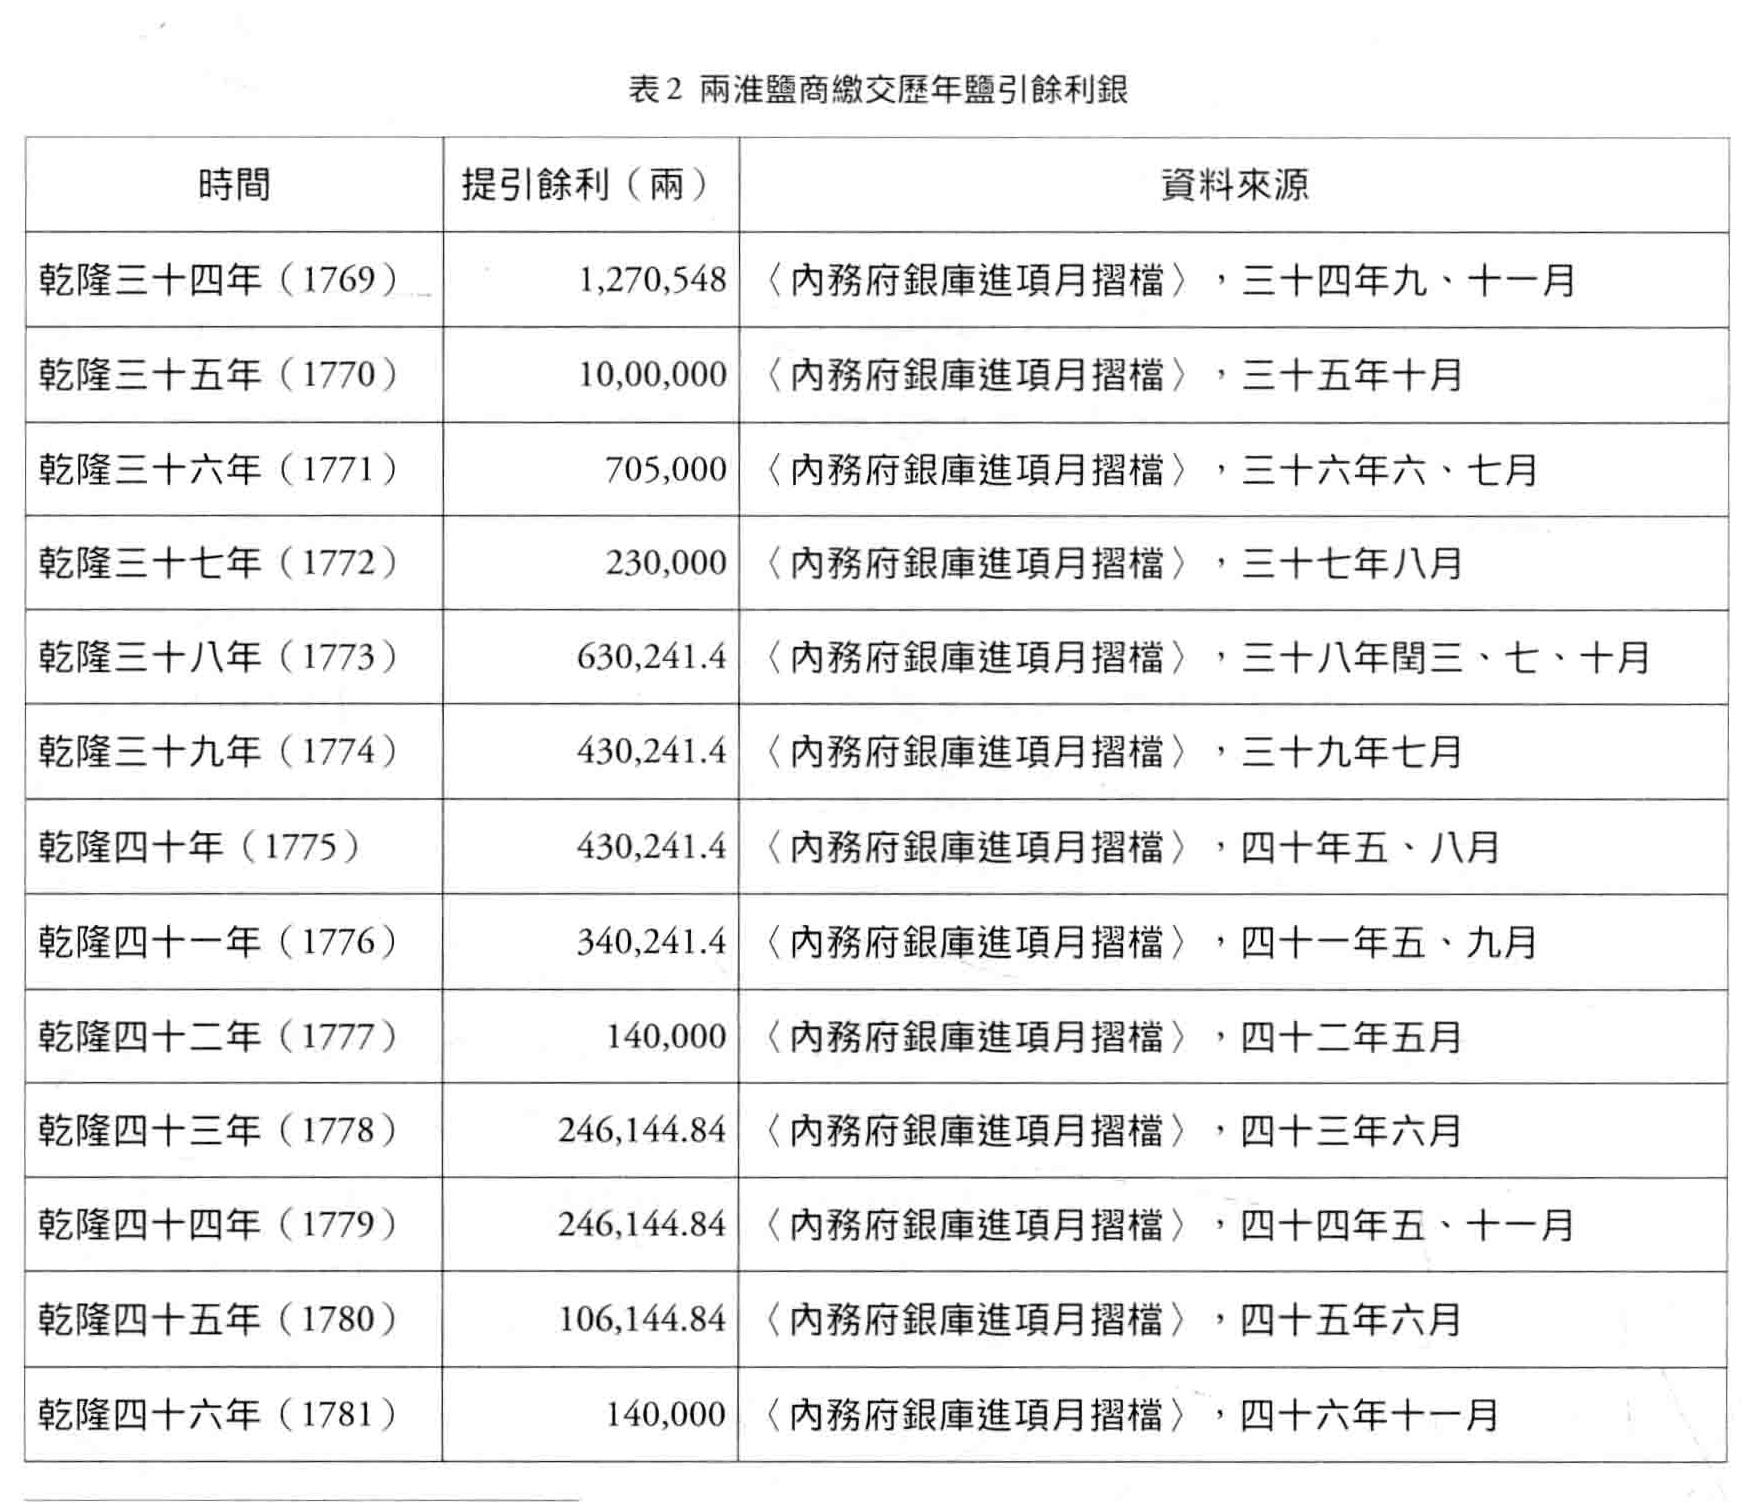 表2 兩淮鹽商繳交歷年鹽引餘利銀
時間 提引餘利（兩） 資料來源
乾隆三十四年（1769） 1,270,548 〈內務府銀庫進項月摺檔〉，三十四年九、十一月
乾隆三十五年（1770） 10,00,000 〈內務府銀庫進項月摺檔〉，三十五年十月
乾隆三十六年（1771） 705,000 〈內務府銀庫進項月摺檔〉，三十六年六、七月
乾隆三十七年（1772） 230,000 〈內務府銀庫進項月摺檔〉，三十七年八月
乾隆三十八年（1773） 630,241.4 〈內務府銀庫進項月摺檔〉，三十八年閏三、七、十月
乾隆三十九年（1774） 430,241.4 〈內務府銀庫進項月摺檔〉，三十九年七月
乾隆四十年（1775） 430,241.4 〈內務府銀庫進項月摺檔〉，四十年五、八月
乾隆四十一年（1776） 340,241.4 〈內務府銀庫進項月摺檔〉，四十一年五、九月
乾隆四十二年（1777） 140,000 〈內務府銀庫進項月摺檔〉，四十二年五月
乾隆四十三年（1778） 246,144.84 〈內務府銀庫進項月摺檔〉，四十三年六月
乾隆四十四年（1779） 246,144.84 〈內務府銀庫進項月摺檔〉，四十四年五、十一月
乾隆四十五年（1780） 106,144.84 〈內務府銀庫進項月摺檔〉，四十五年六月
乾隆四十六年（1781） 140,000 〈內務府銀庫進項月摺檔〉，四十六年十一月